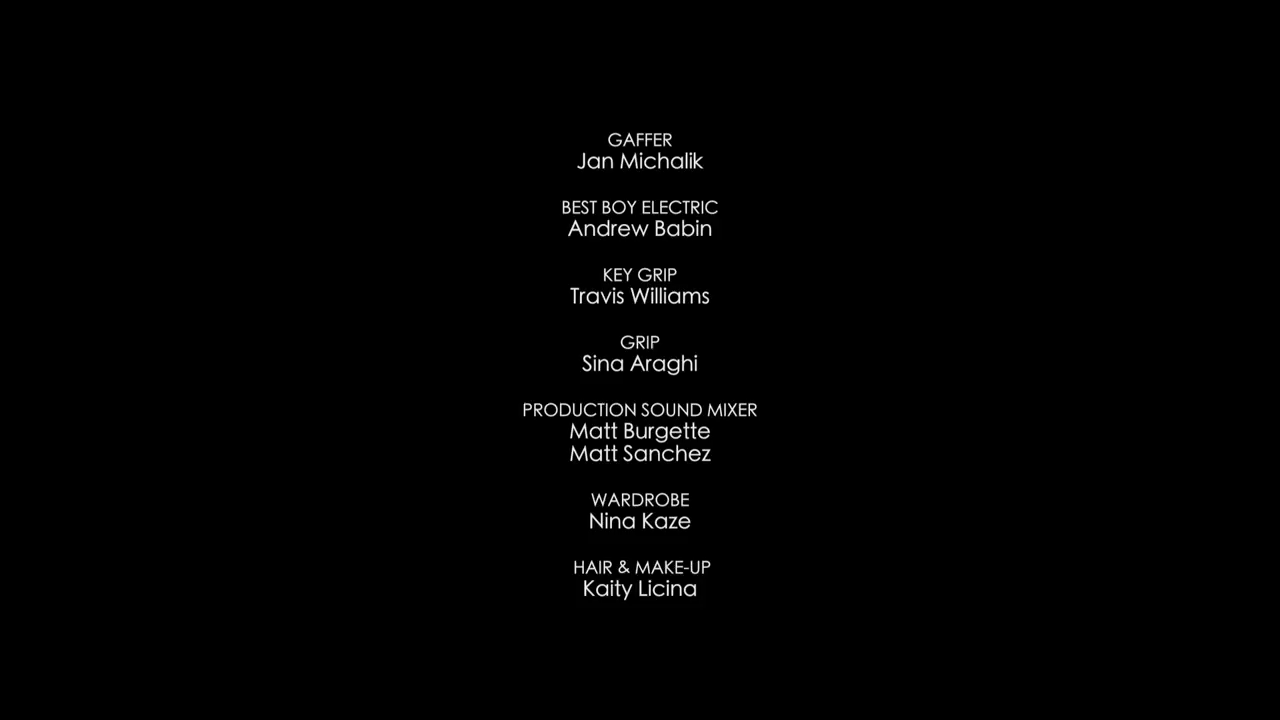 GAFFER
Jan Michalik
BEST BOY ELECTRIC
Andrew Babin
KEY GRIP
Travis Williams
GRIP
Sina Araghi
PRODUCTION SOUND MIXER
Matt Burgette
Matt Sanchez
WARDROBE
Nina Kaze
HAIR & MAKE-UP
Kaity Licina